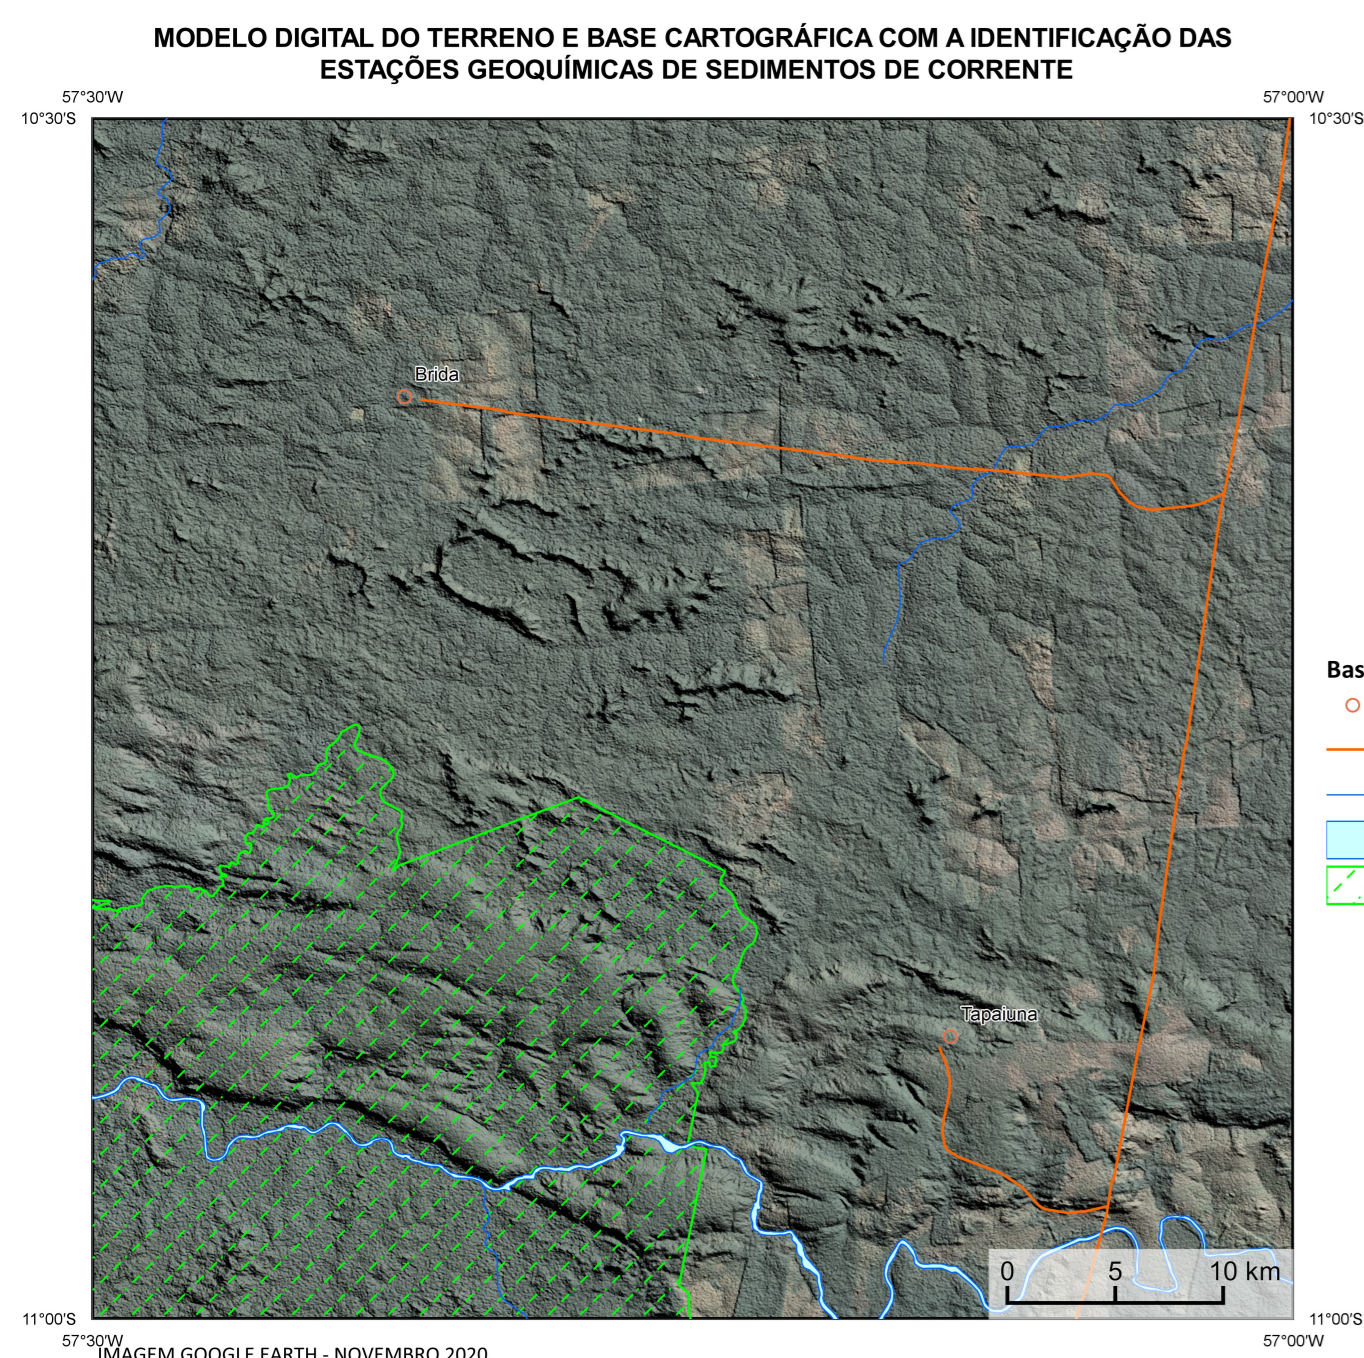 MODELO DIGITAL DO TERRENO E BASE CARTOGRÁFICA COM A IDENTIFICAÇÃO DAS
ESTAÇÕES GEOQUÍMICAS DE SEDIMENTOS DE CORRENTE
57°30'W
57°00'W
10°30'S
10°30'S
Brida
Bas
Tapaiuna
0 5 10 km
11°00'S
11°00'S
57°30'W
57°00'W
IMAGEM GOOGLE EARTH - NOVEMBRO 2020